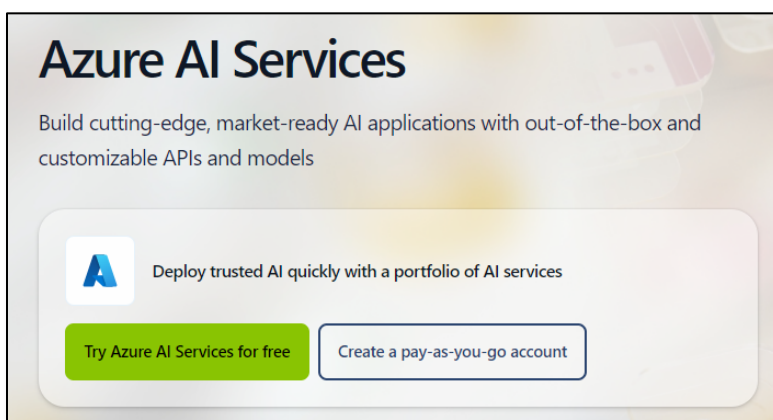 Azure AI Services
Build cutting-edge, market-ready AI applications with out-of-the-box and
customizable APIs and models
Deploy trusted AI quickly with a portfolio of AI services
Try Azure AI Services for free
Create a pay-as-you-go account